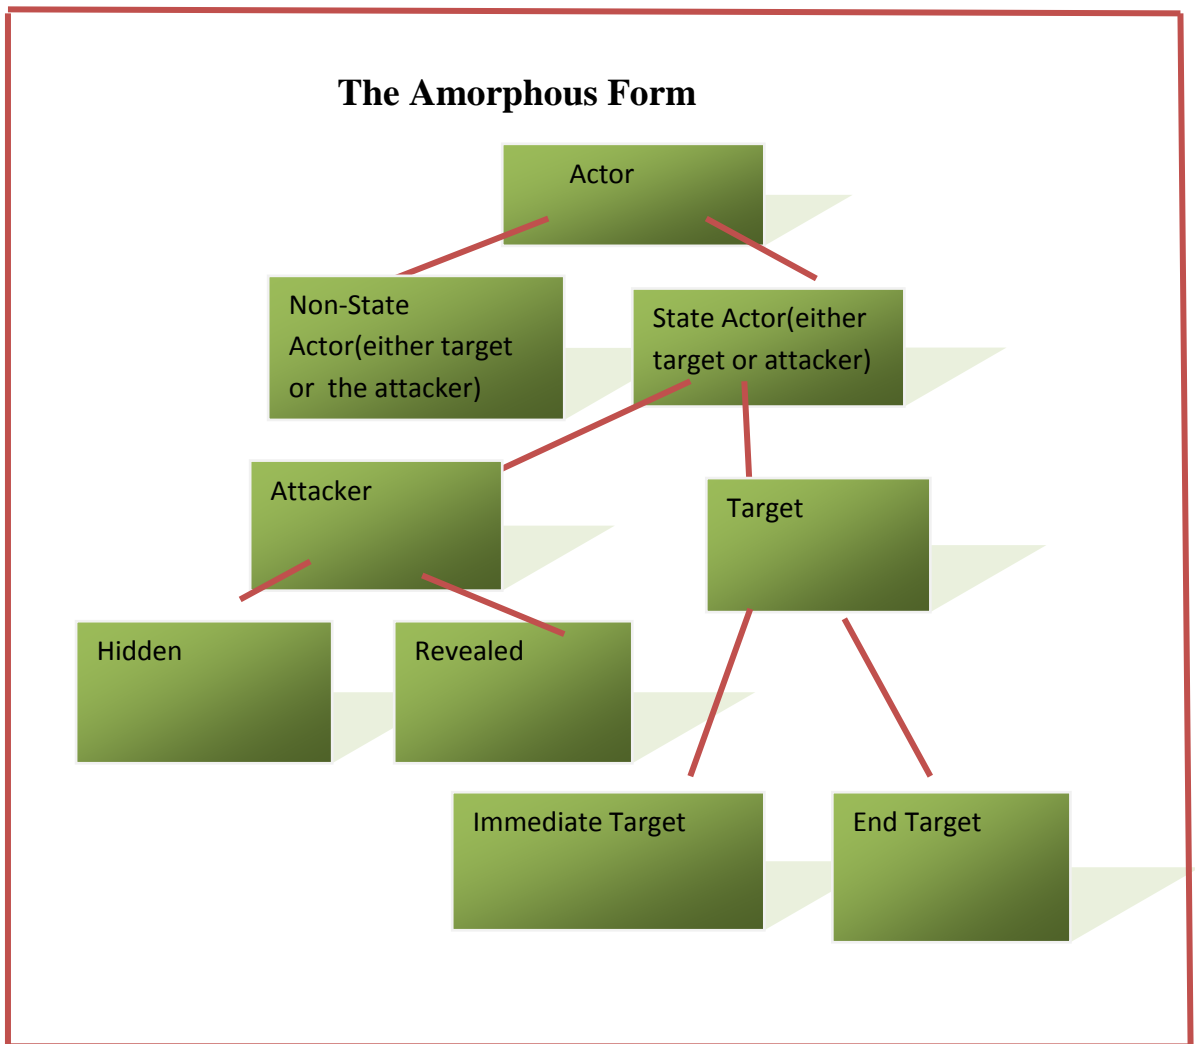 The Amorphous Form
Actor
Non-State
Actor(either target
or the attacker)
State Actor(either
target or attacker)
Attacker
Target
Hidden
Revealed
Immediate Target
End Target